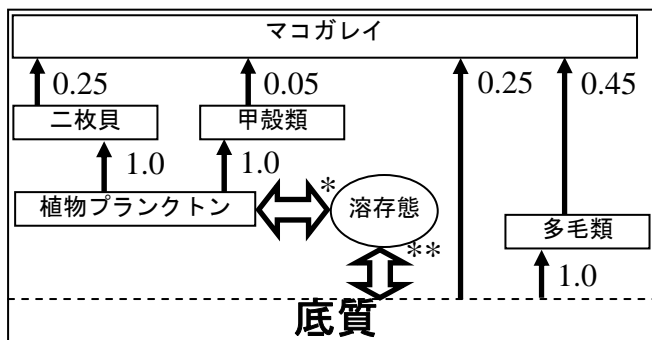 マコガレイ
0.25
0.05
0.25
0.45
二枚貝
甲殻類
1.0
1.0
植物プランクトン
*
溶存態
**
多毛類
1.0
底質